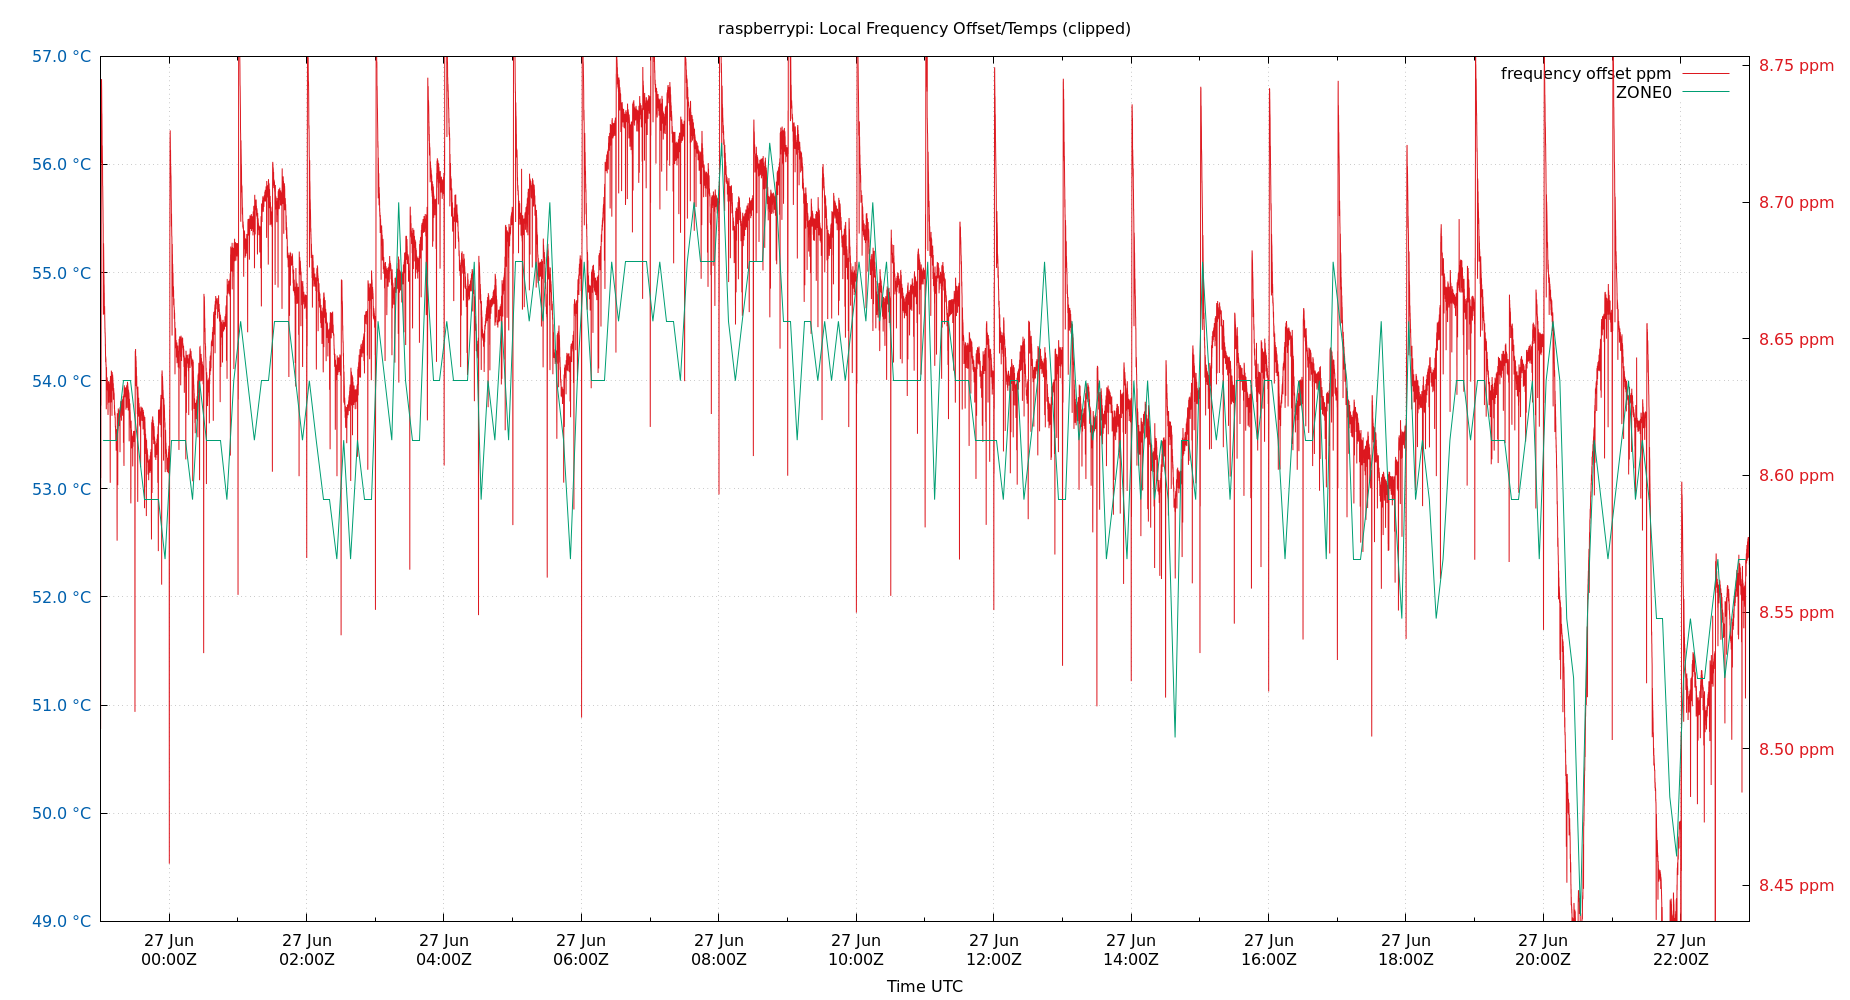 raspberrypi: Local Frequency Offset/Temps (clipped)
57.0 °C
56.0 °C
55.0 °C
54.0 °C
53.0 °C
52.0 °C
51.0 °C
50.0 °C
49.0 °C
frequency offset ppm
ZONE0
8.75 ppm
8.70 ppm
8.65 ppm
8.60 ppm
8.55 ppm
8.50 ppm
8.45 ppm
27 Jun 27 Jun 27 Jun 27 Jun 27 Jun 27 Jun 27 Jun 27 Jun 27 Jun 27 Jun 27 Jun 27 Jun
00:00Z 02:00Z 04:00Z 06:00Z 08:00Z 10:00Z 12:00Z 14:00Z 16:00Z 18:00Z 20:00Z 22:00Z
Time UTC